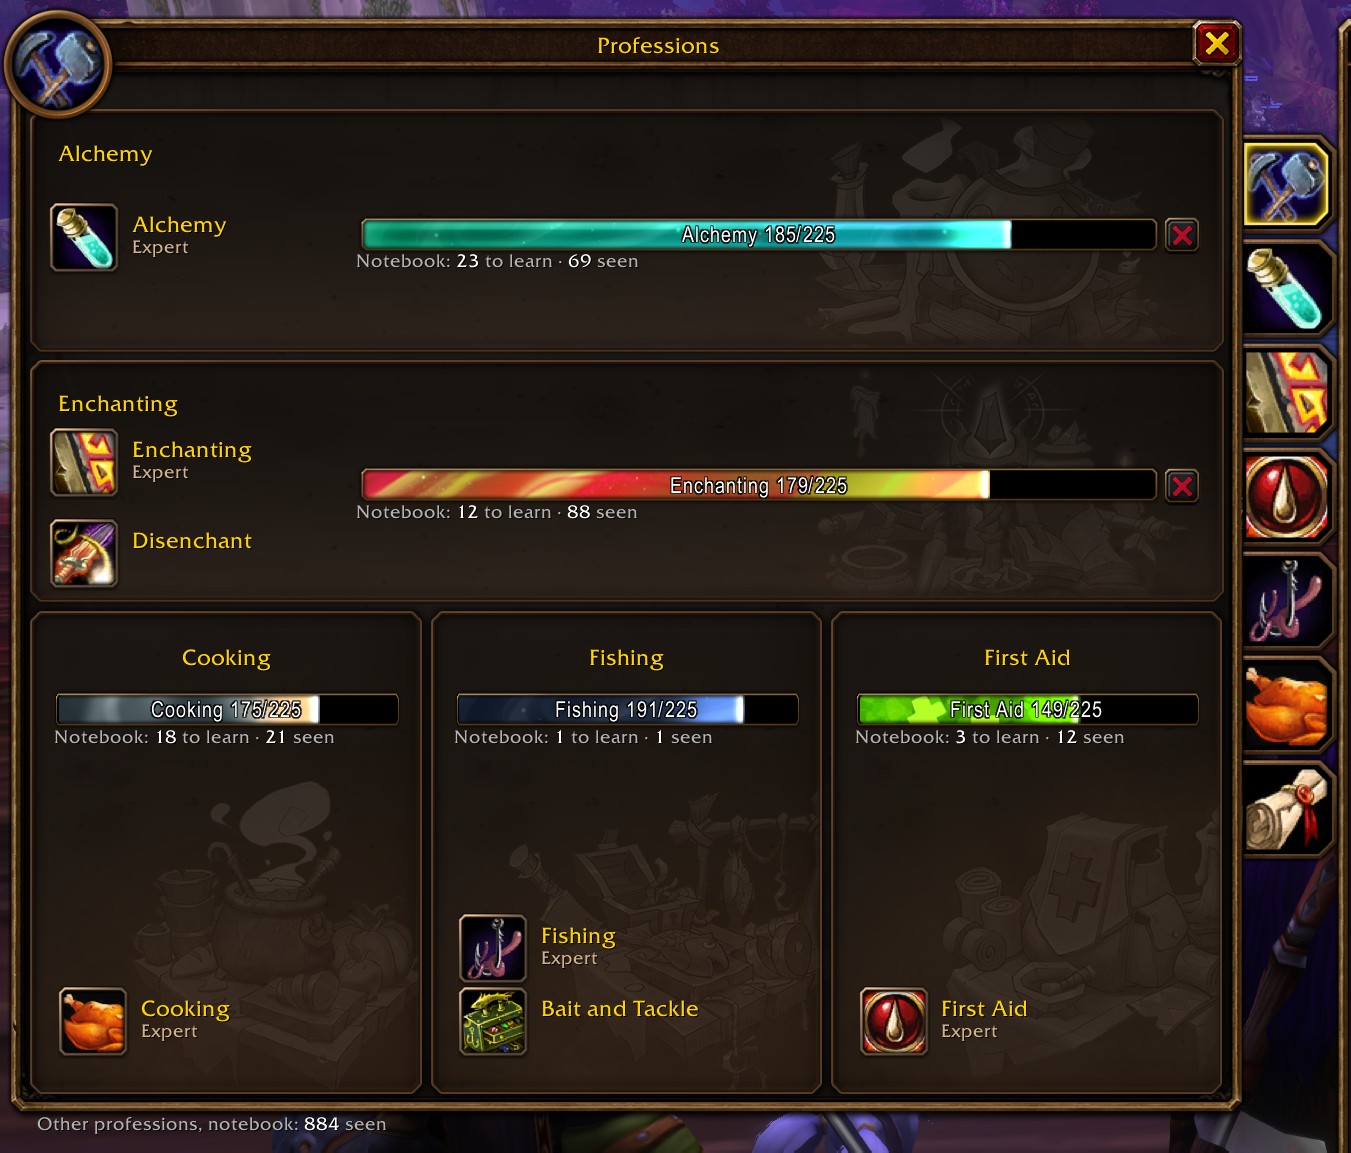 Professions
Alchemy
Alchemy
Expert
Alchemy 185/225
Notebook: 23 to learn · 69 seen
Enchanting
Enchanting
Expert
Enchanting 179/225
Notebook: 12 to learn · 88 seen
Disenchant
Cooking
Cooking 175/225
Notebook: 18 to learn · 21 seen
Cooking
Expert
Fishing
Fishing 191/225
Notebook: 1 to learn · 1 seen
Fishing
Expert
Bait and Tackle
First Aid
First Aid 149/225
Notebook: 3 to learn · 12 seen
First Aid
Expert
Other professions, notebook: 884 seen